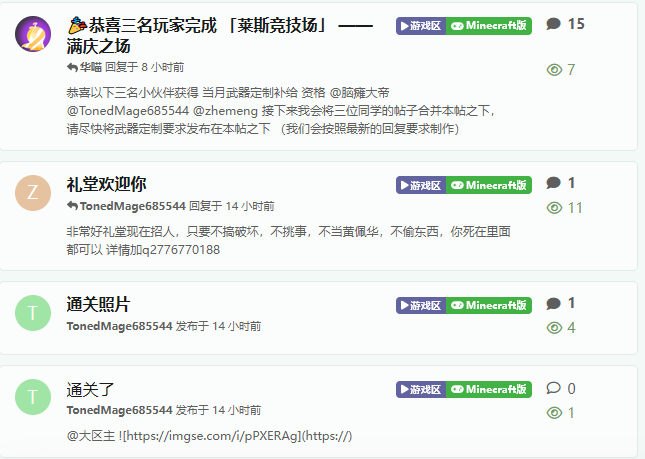 🎉恭喜三名玩家完成 「莱斯竞技场」 ——
满庆之场
游戏区 Minecraft版
15
华喵 回复于 8 小时前
7
恭喜以下三名小伙伴获得 当月武器定制补给 资格 @脑瘫大帝
@TonedMage685544 @zhemeng 接下来我会将三位同学的帖子合并本帖之下，
请尽快将武器定制要求发布在本帖之下 （我们会按照最新的回复要求制作）
Z
礼堂欢迎你
游戏区 Minecraft版
1
TonedMage685544 回复于 14 小时前
11
非常好礼堂现在招人，只要不搞破坏，不挑事，不当黄佩华，不偷东西，你死在里面
都可以 详情加q2776770188
T
通关照片
游戏区 Minecraft版
1
TonedMage685544 发布于 14 小时前
4
T
通关了
游戏区 Minecraft版
0
TonedMage685544 发布于 14 小时前
1
@大区主 ![https://imgse.com/i/pPXERAg](https://)